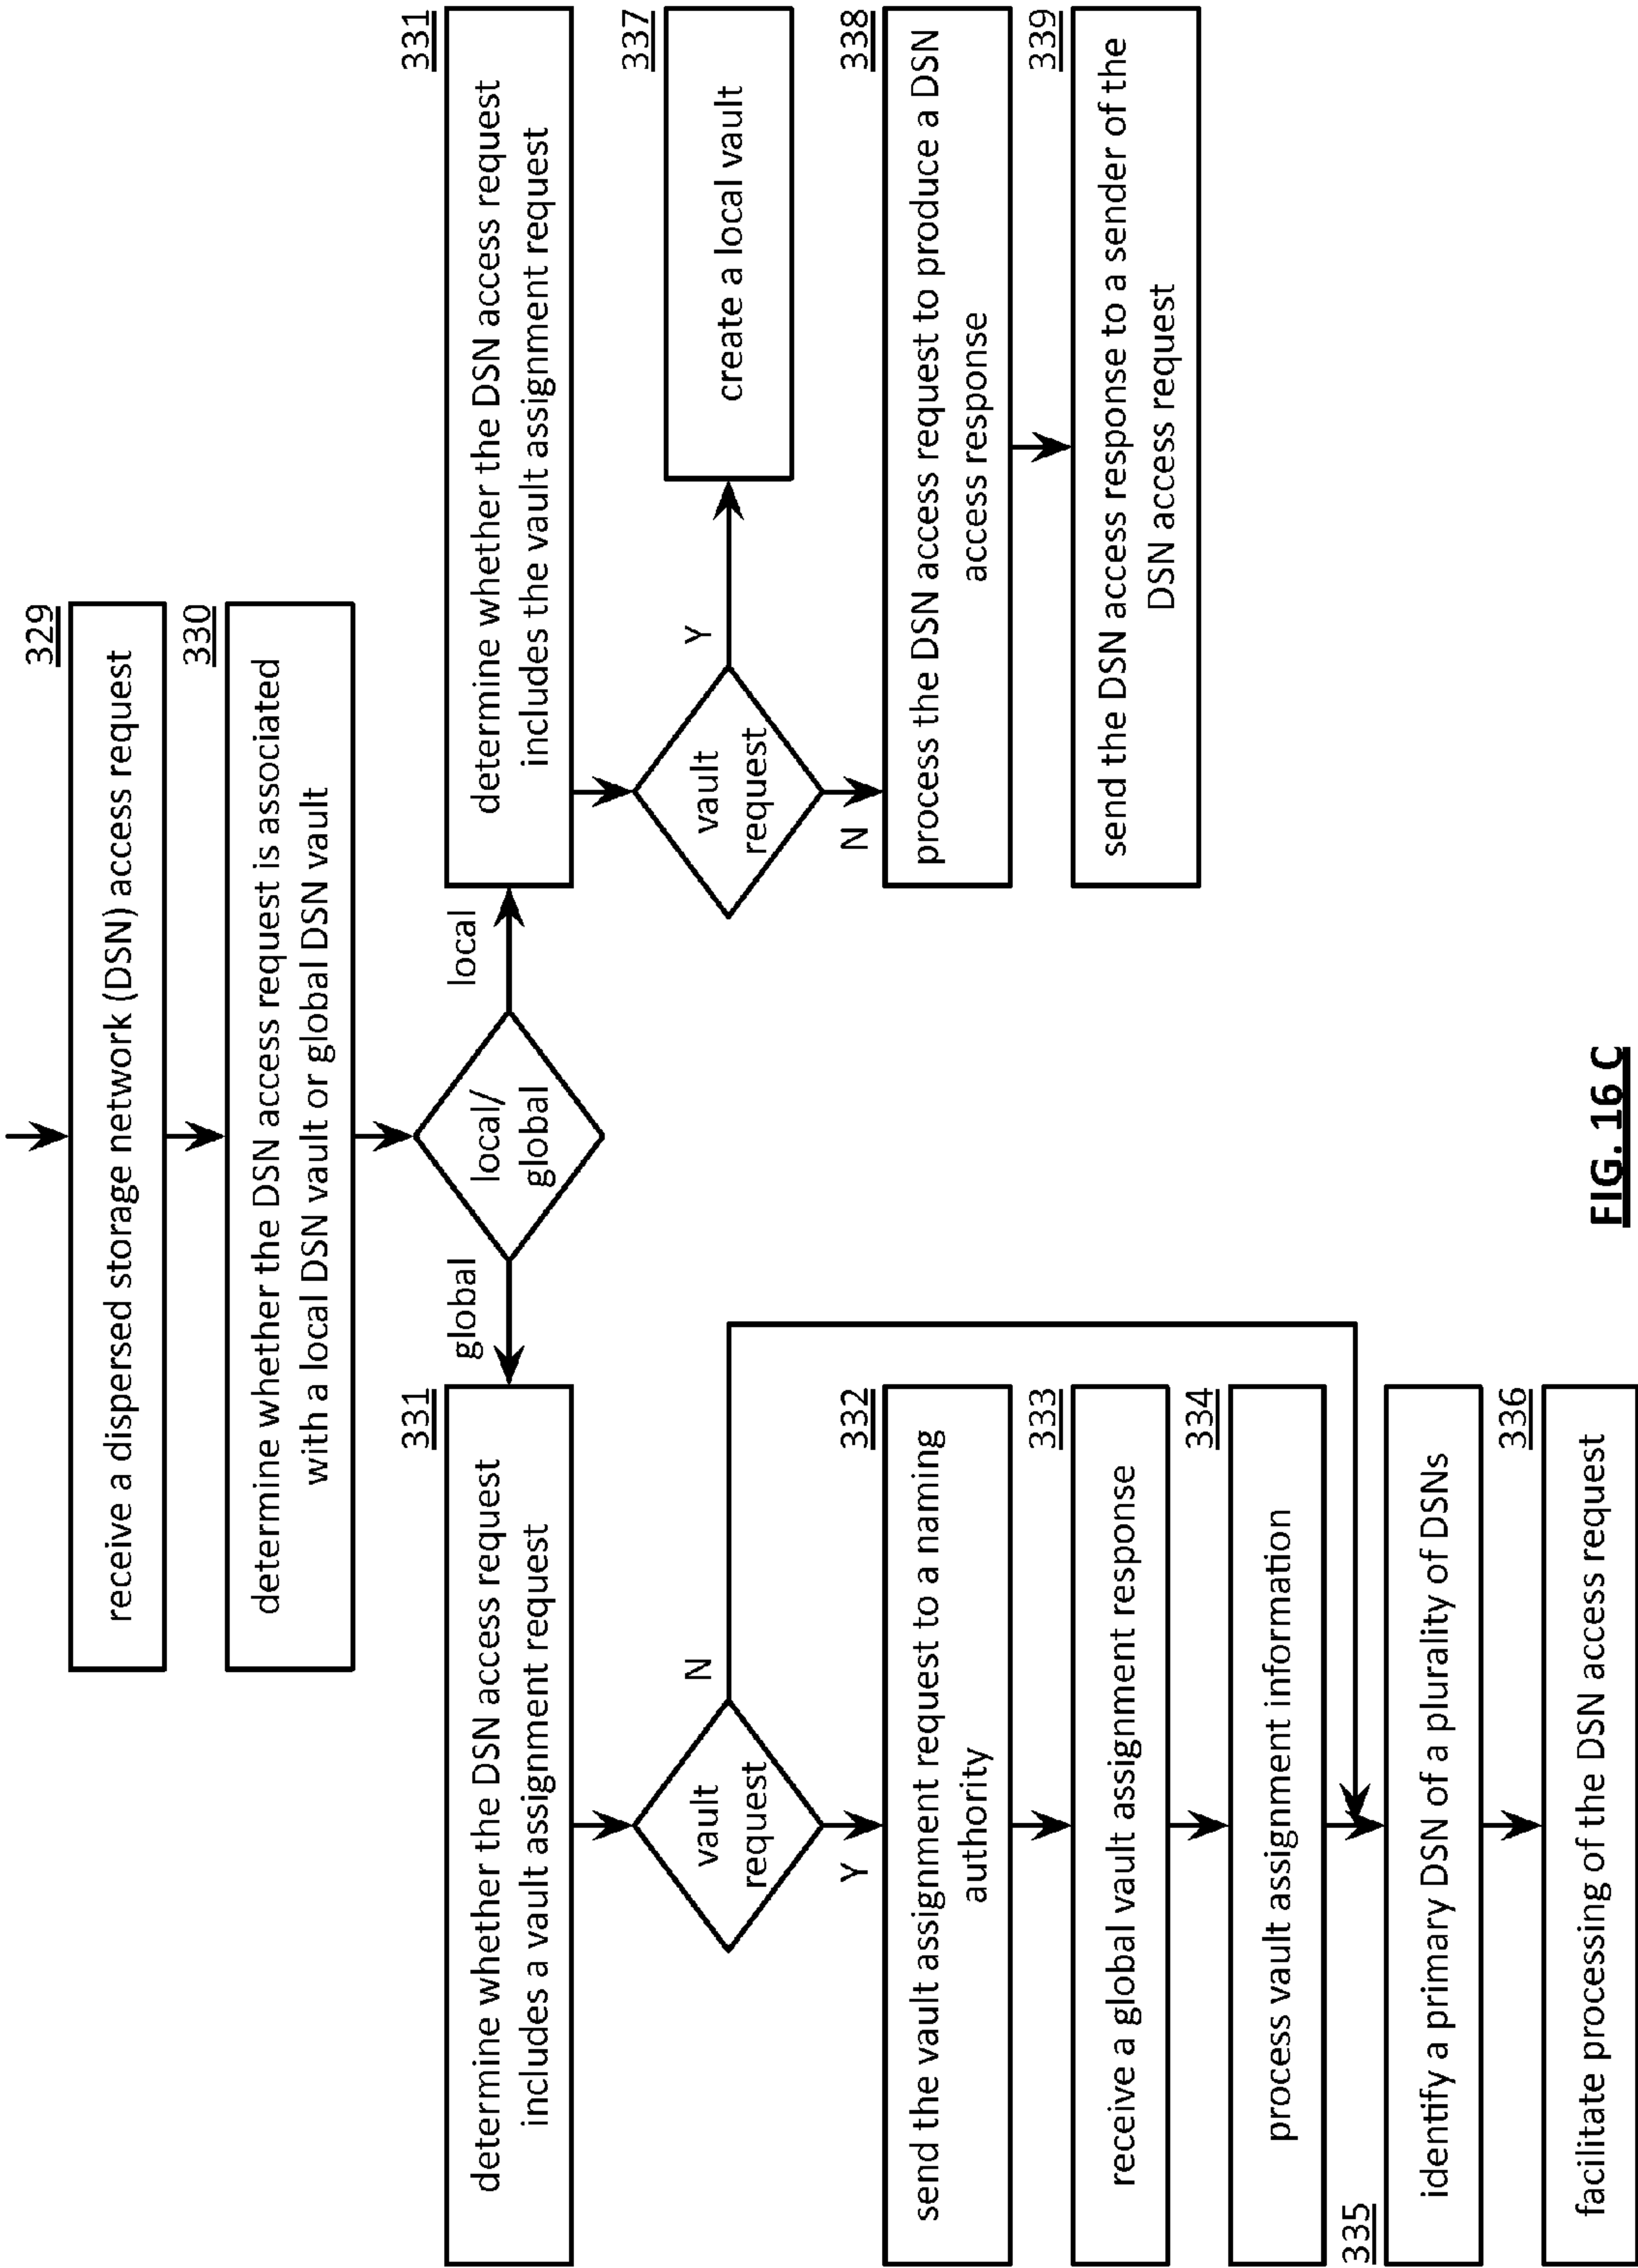 329
receive a dispersed storage network (DSN) access request
330
determine whether the DSN access request is associated
with a local DSN vault or global DSN vault
local/
global
global
local
331
determine whether the DSN access request
includes a vault assignment request
vault
request
N
Y
332
send the vault assignment request to a naming
authority
333
receive a global vault assignment response
334
process vault assignment information
335
identify a primary DSN of a plurality of DSNs
336
facilitate processing of the DSN access request
331
determine whether the DSN access request
includes the vault assignment request
vault
request
Y
N
337
create a local vault
338
process the DSN access request to produce a DSN
access response
339
send the DSN access response to a sender of the
DSN access request
FIG. 16 C